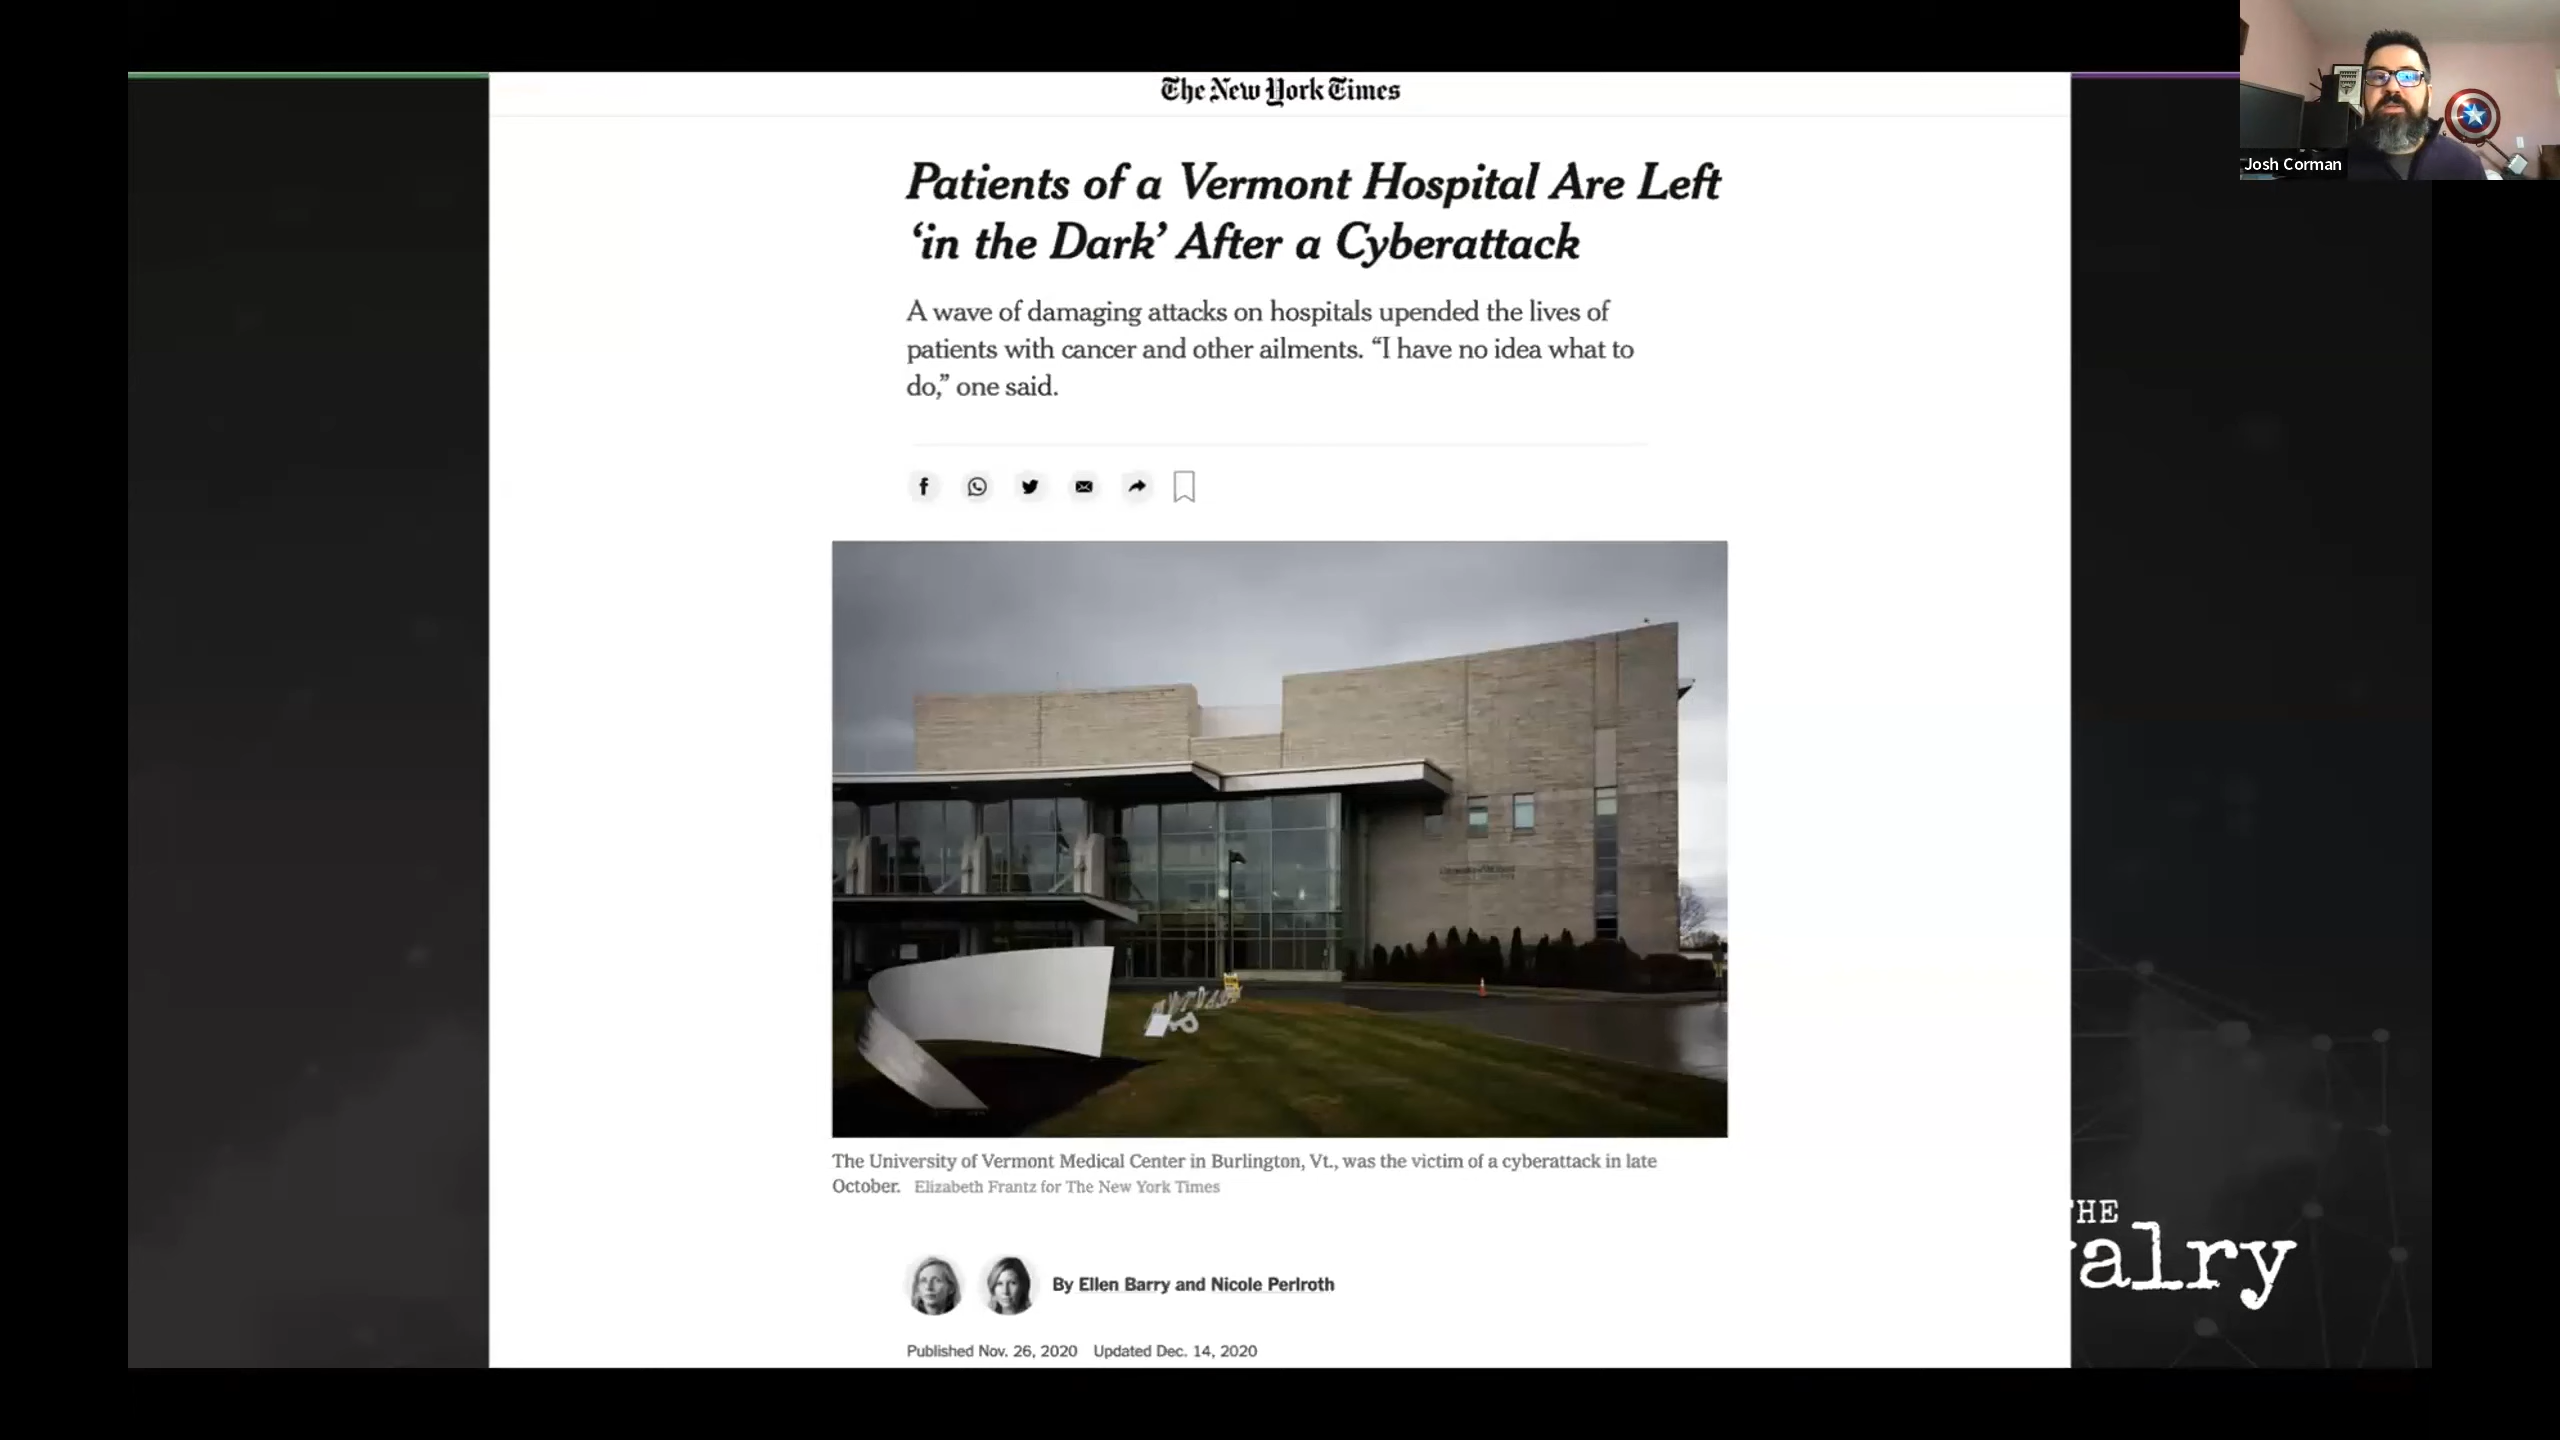 The New York Times
Josh Corman
Patients of a Vermont Hospital Are Left
‘in the Dark’ After a Cyberattack
A wave of damaging attacks on hospitals upended the lives of
patients with cancer and other ailments. “I have no idea what to
do,” one said.
The University of Vermont Medical Center in Burlington, Vt., was the victim of a cyberattack in late
October. Elizabeth Frantz for The New York Times
HE
alry
By Ellen Barry and Nicole Perlroth
Published Nov. 26, 2020 Updated Dec. 14, 2020